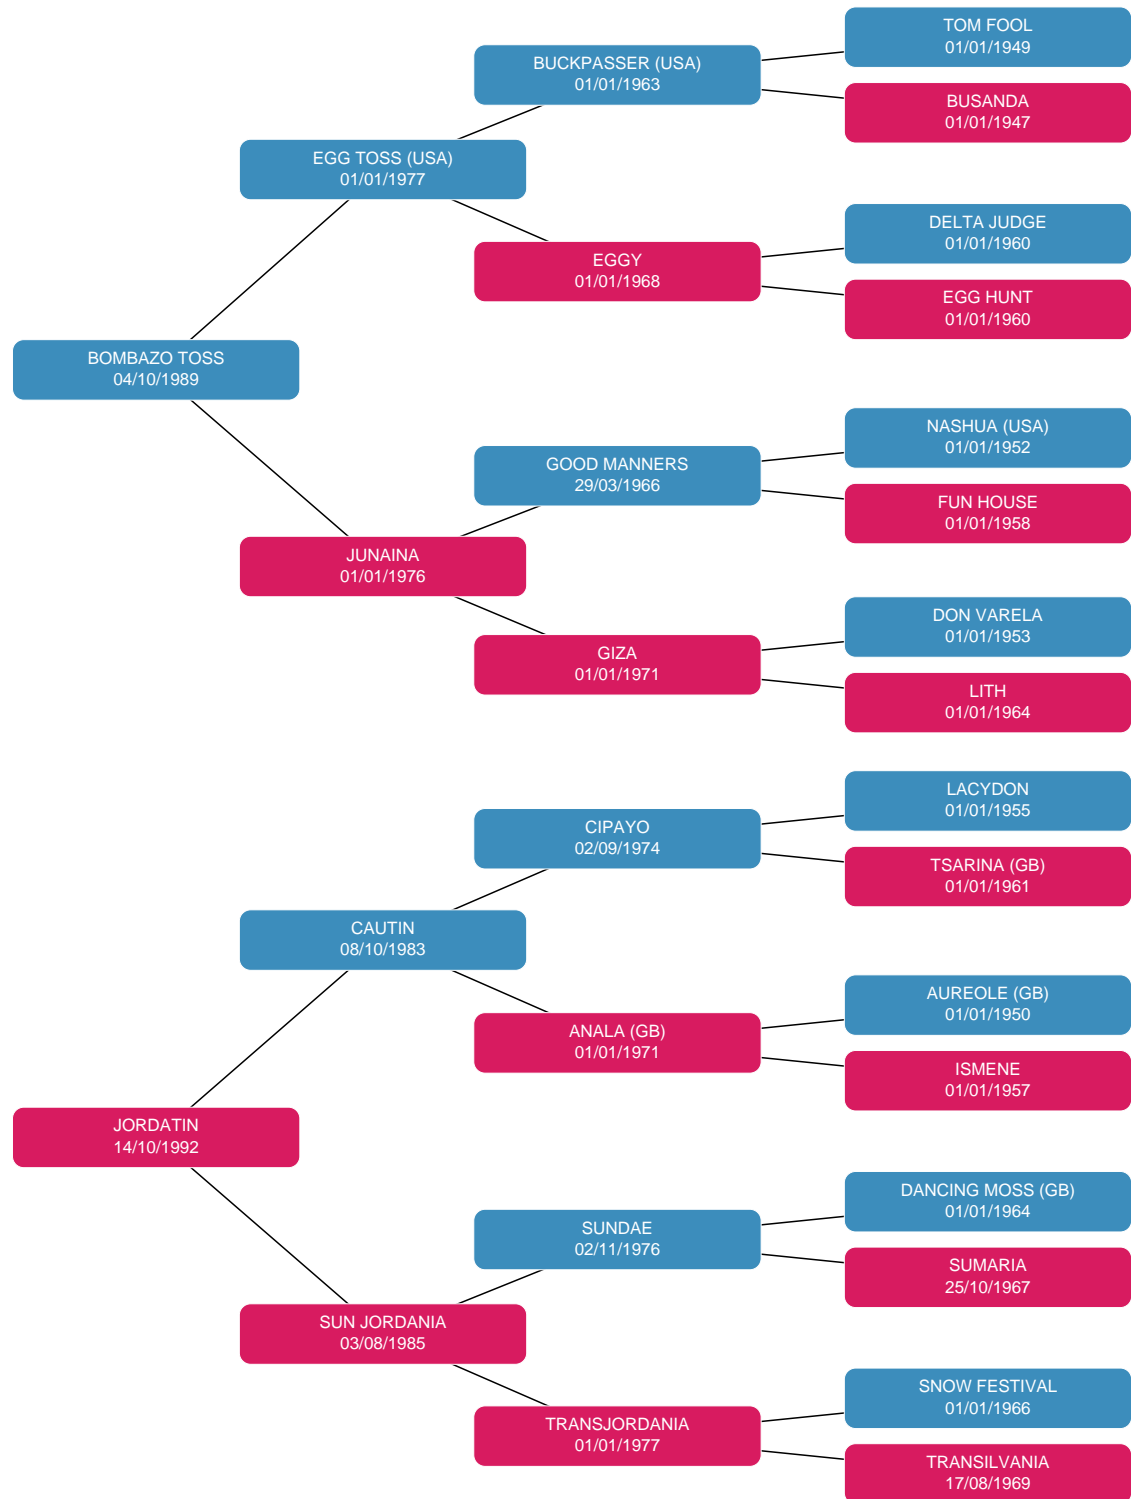 TOM FOOL
01/01/1949
BUCKPASSER (USA)
01/01/1963
BUSANDA
01/01/1947
EGG TOSS (USA)
01/01/1977
DELTA JUDGE
01/01/1960
EGGY
01/01/1968
EGG HUNT
01/01/1960
BOMBAZO TOSS
04/10/1989
NASHUA (USA)
01/01/1952
GOOD MANNERS
29/03/1966
FUN HOUSE
01/01/1958
JUNAINA
01/01/1976
DON VARELA
01/01/1953
GIZA
01/01/1971
LITH
01/01/1964
LACYDON
01/01/1955
CIPAYO
02/09/1974
TSARINA (GB)
01/01/1961
CAUTIN
08/10/1983
AUREOLE (GB)
01/01/1950
ANALA (GB)
01/01/1971
ISMENE
01/01/1957
JORDATIN
14/10/1992
DANCING MOSS (GB)
01/01/1964
SUNDAE
02/11/1976
SUMARIA
25/10/1967
SUN JORDANIA
03/08/1985
SNOW FESTIVAL
01/01/1966
TRANSJORDANIA
01/01/1977
TRANSILVANIA
17/08/1969